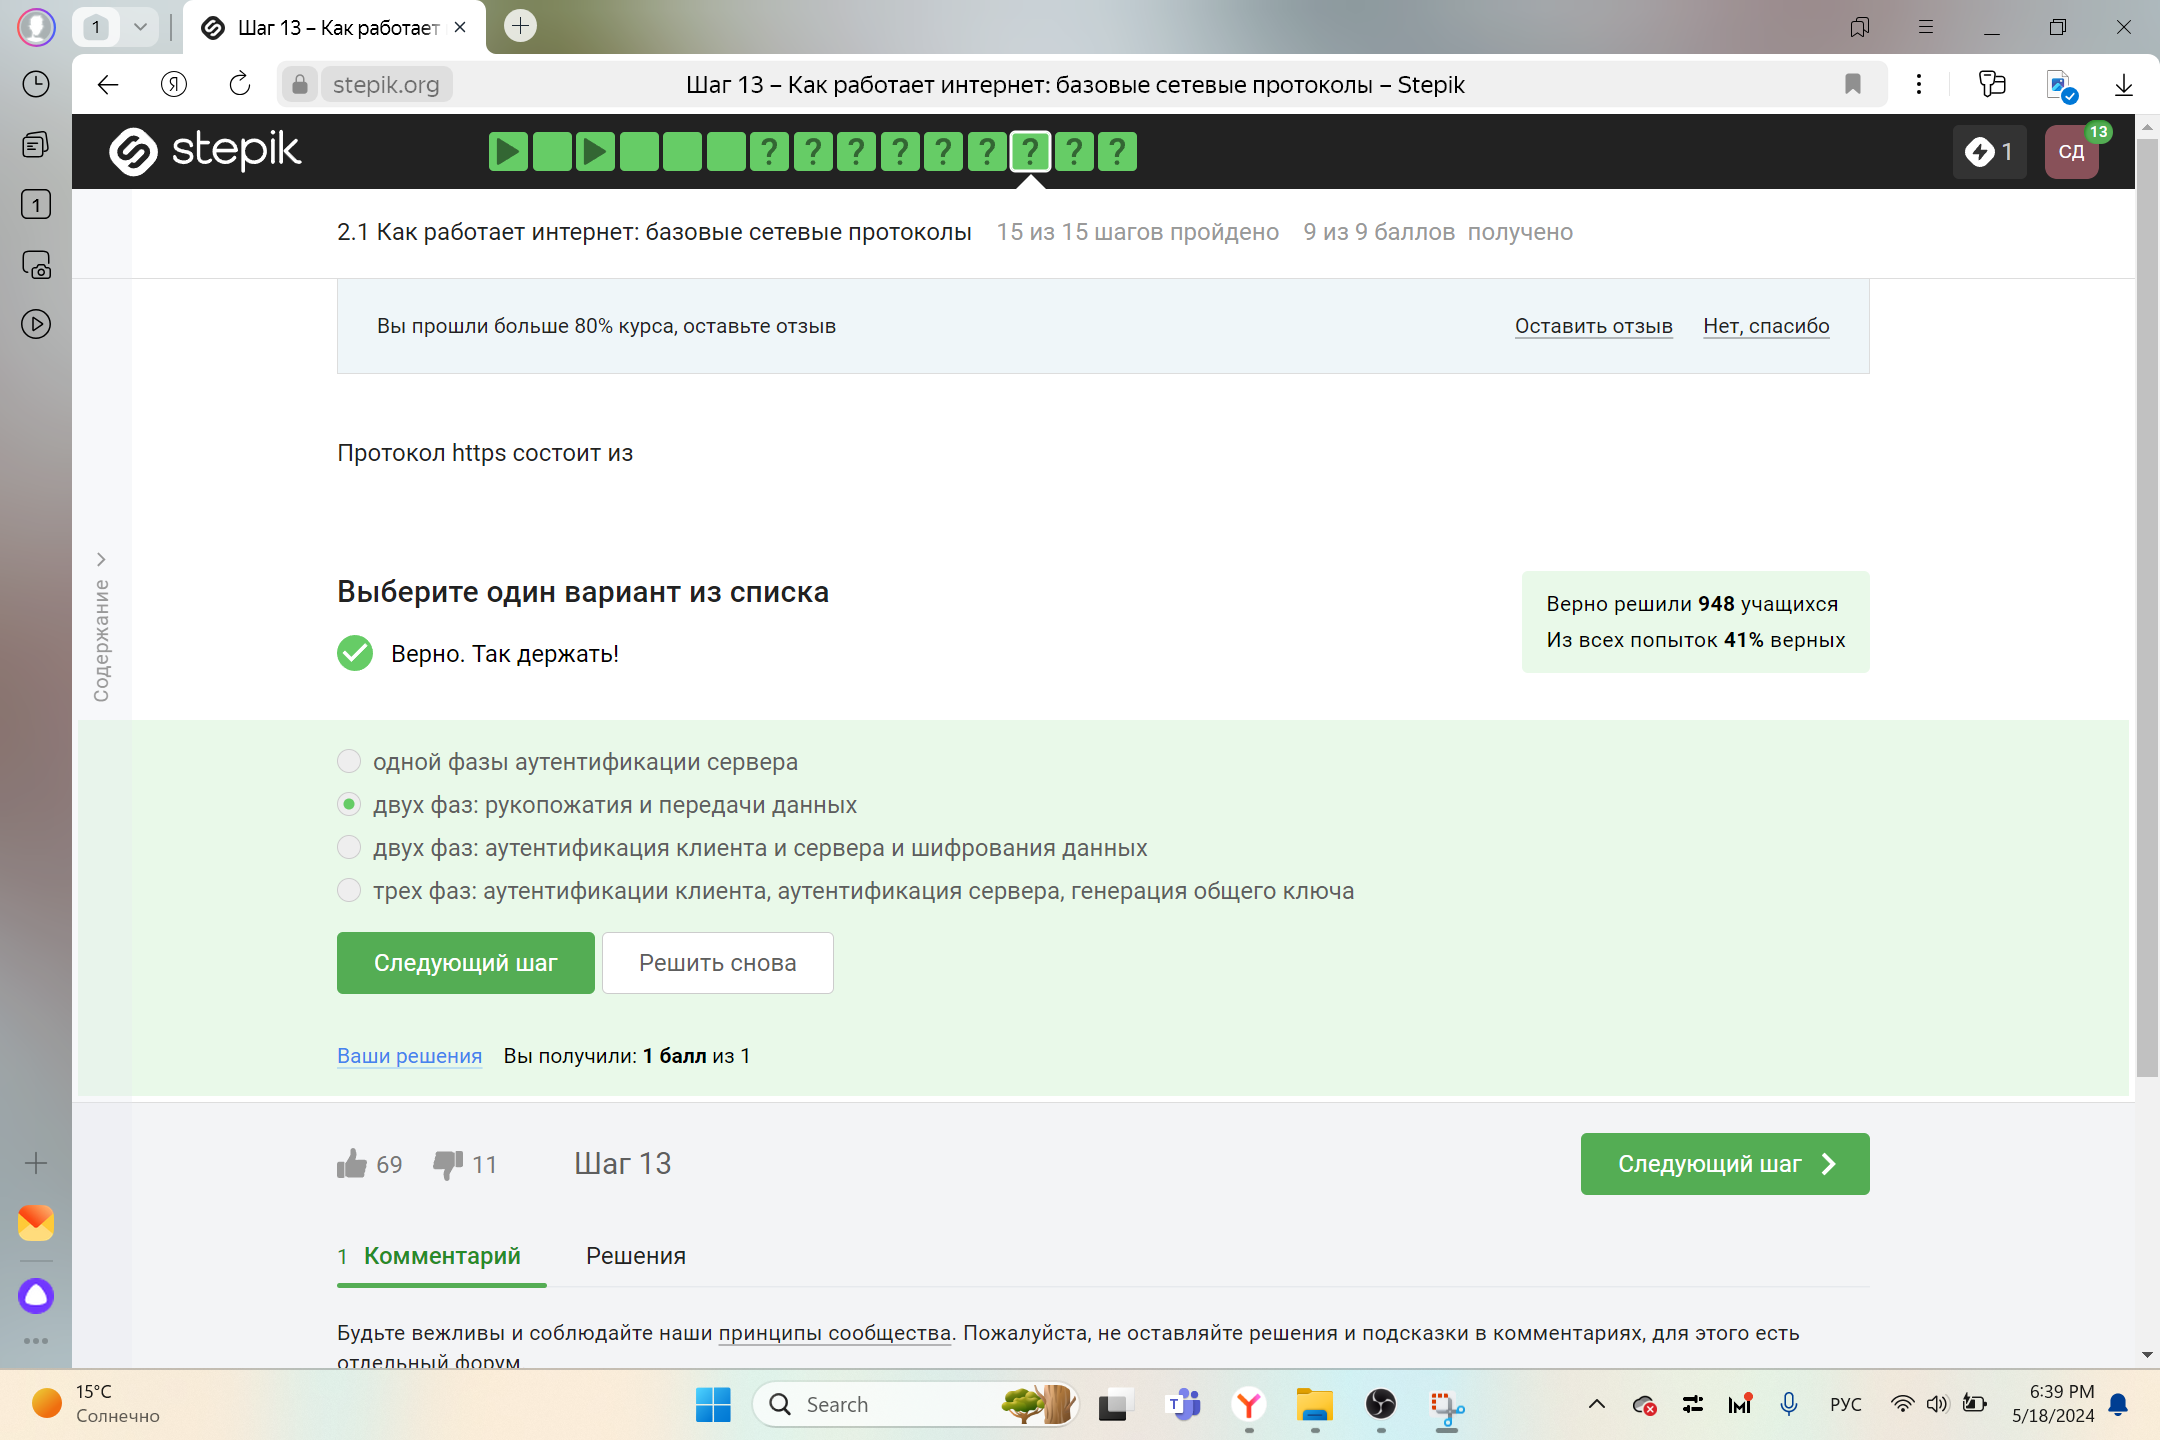 1
Шаг 13 – Как работает
stepik.org
Шаг 13 – Как работает интернет: базовые сетевые протоколы – Stepik
1
stepik
? ? ? ? ? ? ? ? ?
1
СД
13
2.1 Как работает интернет: базовые сетевые протоколы 15 из 15 шагов пройдено 9 из 9 баллов получено
Вы прошли больше 80% курса, оставьте отзыв
Оставить отзыв
Нет, спасибо
Протокол https состоит из
Содержание
Выберите один вариант из списка
Верно. Так держать!
Верно решили 948 учащихся
Из всех попыток 41% верных
одной фазы аутентификации сервера
двух фаз: рукопожатия и передачи данных
двух фаз: аутентификация клиента и сервера и шифрования данных
трех фаз: аутентификации клиента, аутентификация сервера, генерация общего ключа
Следующий шаг
Решить снова
Ваши решения Вы получили: 1 балл из 1
69 11 Шаг 13
Следующий шаг
1 Комментарий Решения
Будьте вежливы и соблюдайте наши принципы сообщества. Пожалуйста, не оставляйте решения и подсказки в комментариях, для этого есть
отдельный форум
15°C
Солнечно
Search
РУС
6:39 PM
5/18/2024